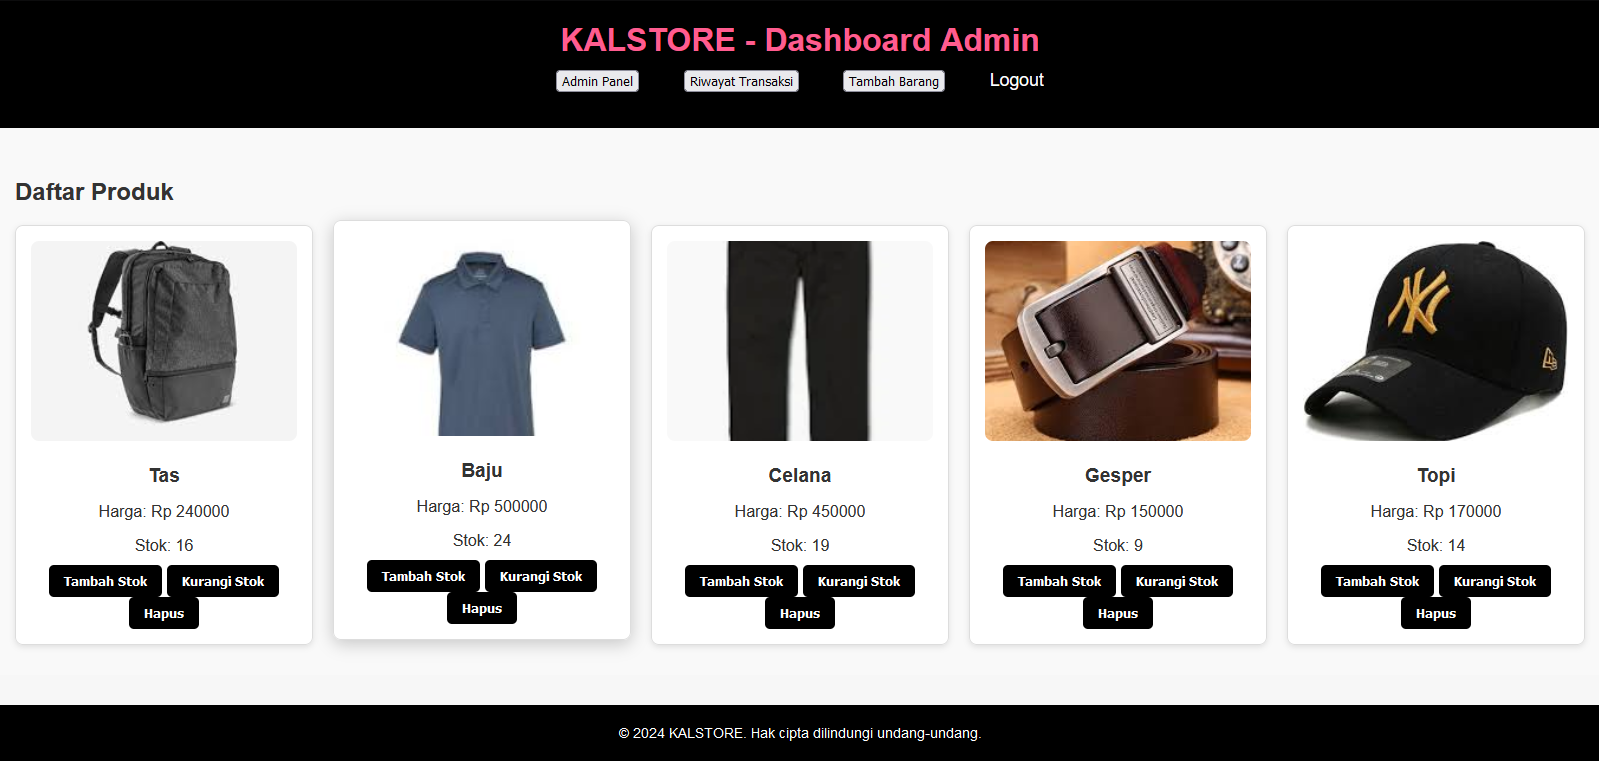 KALSTORE - Dashboard Admin
Admin Panel Riwayat Transaksi Tambah Barang Logout
Daftar Produk
Tas
Harga: Rp 240000
Stok: 16
Tambah Stok Kurangi Stok
Hapus
Baju
Harga: Rp 500000
Stok: 24
Tambah Stok Kurangi Stok
Hapus
Celana
Harga: Rp 450000
Stok: 19
Tambah Stok Kurangi Stok
Hapus
Gesper
Harga: Rp 150000
Stok: 9
Tambah Stok Kurangi Stok
Hapus
NY
Topi
Harga: Rp 170000
Stok: 14
Tambah Stok Kurangi Stok
Hapus
© 2024 KALSTORE. Hak cipta dilindungi undang-undang.